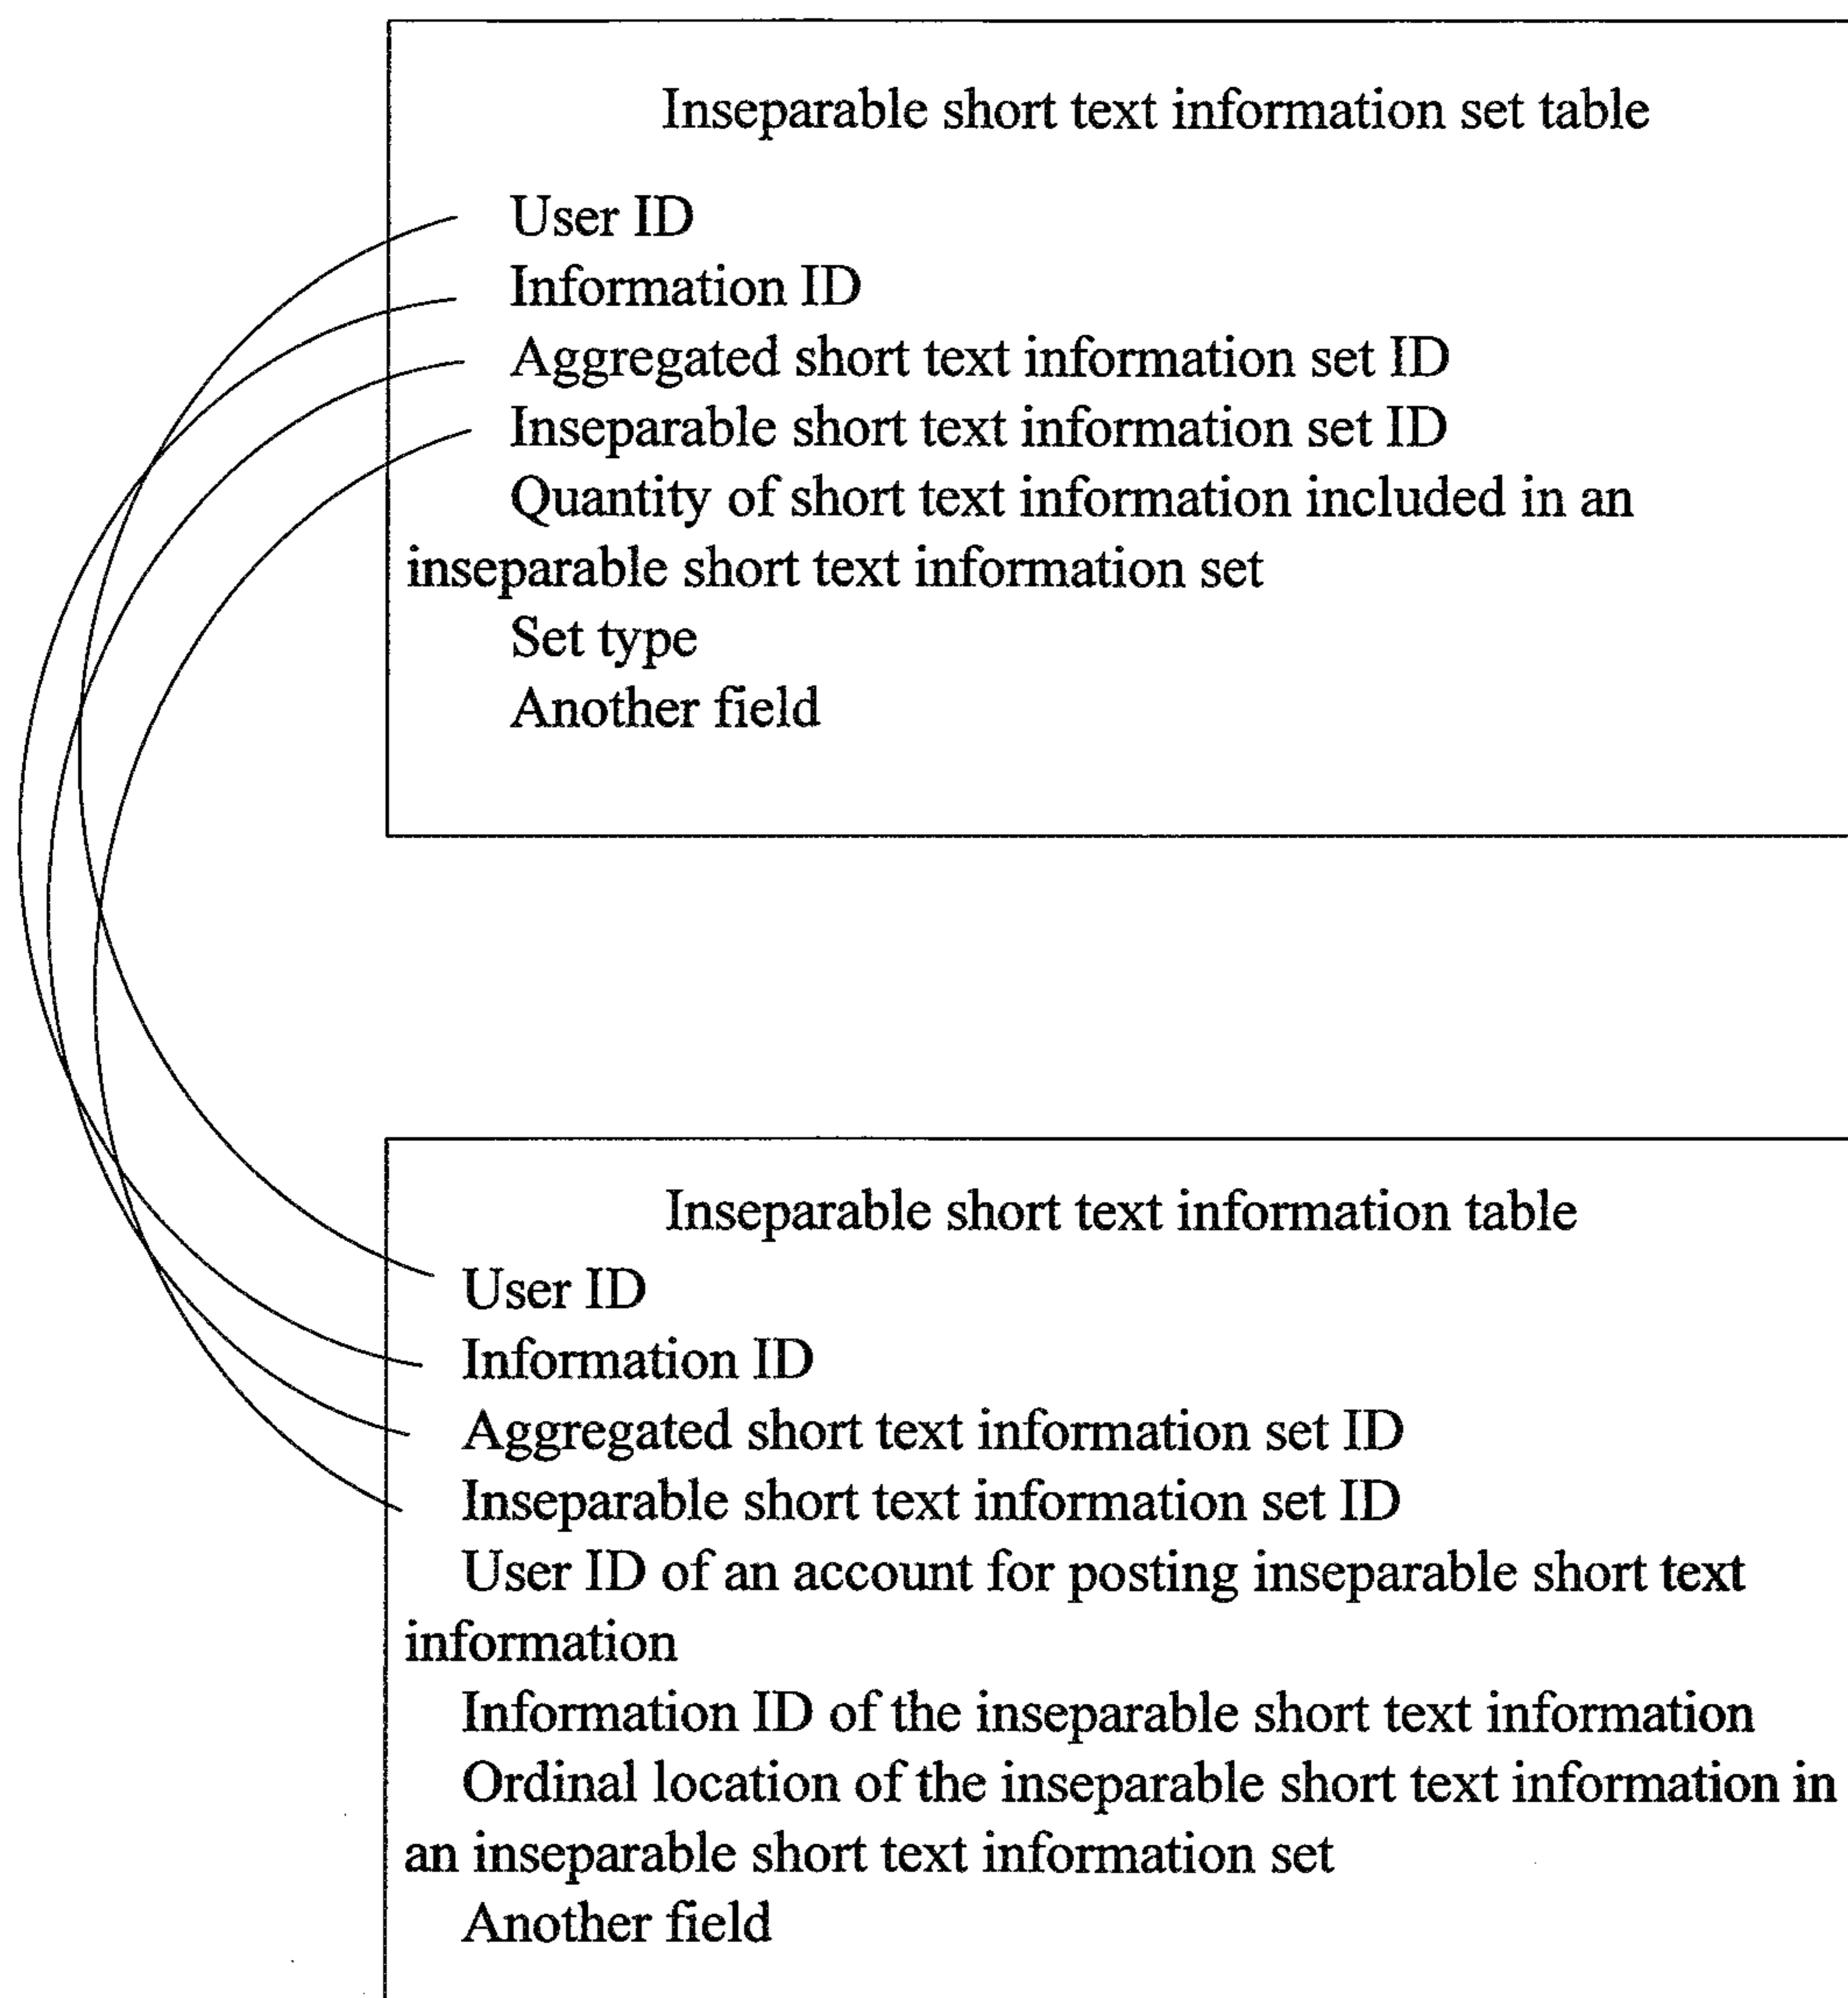 Inseparable short text information set table
User ID
Information ID
Aggregated short text information set ID
Inseparable short text information set ID
Quantity of short text information included in an
inseparable short text information set
Set type
Another field
Inseparable short text information table
User ID
Information ID
Aggregated short text information set ID
Inseparable short text information set ID
User ID of an account for posting inseparable short text
information
Information ID of the inseparable short text information
Ordinal location of the inseparable short text information in
an inseparable short text information set
Another field